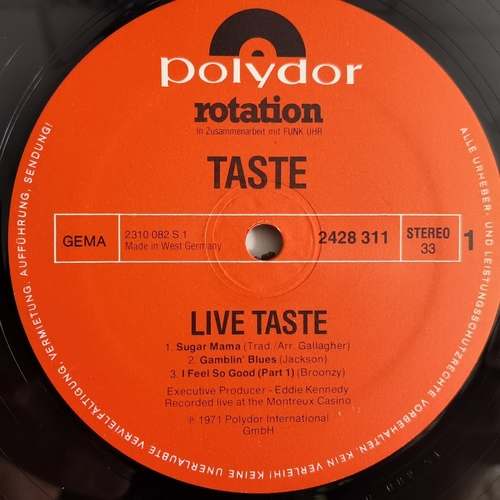 polydor
rotation
In Zusammenarbeit mit FUNK UHR
TASTE
GEMA
2310 082 S 1
Made in West Germany
2428 311
STEREO
33
1
LIVE TASTE
1. Sugar Mama (Trad./Arr. Gallagher)
2. Gamblin' Blues (Jackson)
3. I Feel So Good (Part 1) (Broonzy)
Executive Producer - Eddie Kennedy
Recorded live at the Montreux Casino
℗ 1971 Polydor International
GmbH
ALLE URHEBER- UND LEISTUNGSSCHUTZRECHTE VORBEHALTEN. KEIN VERLEIH! KEINE UNERLAUBTE VERVIELFÄLTIGUNG, VERMIETUNG, AUFFÜHRUNG, SENDUNG!